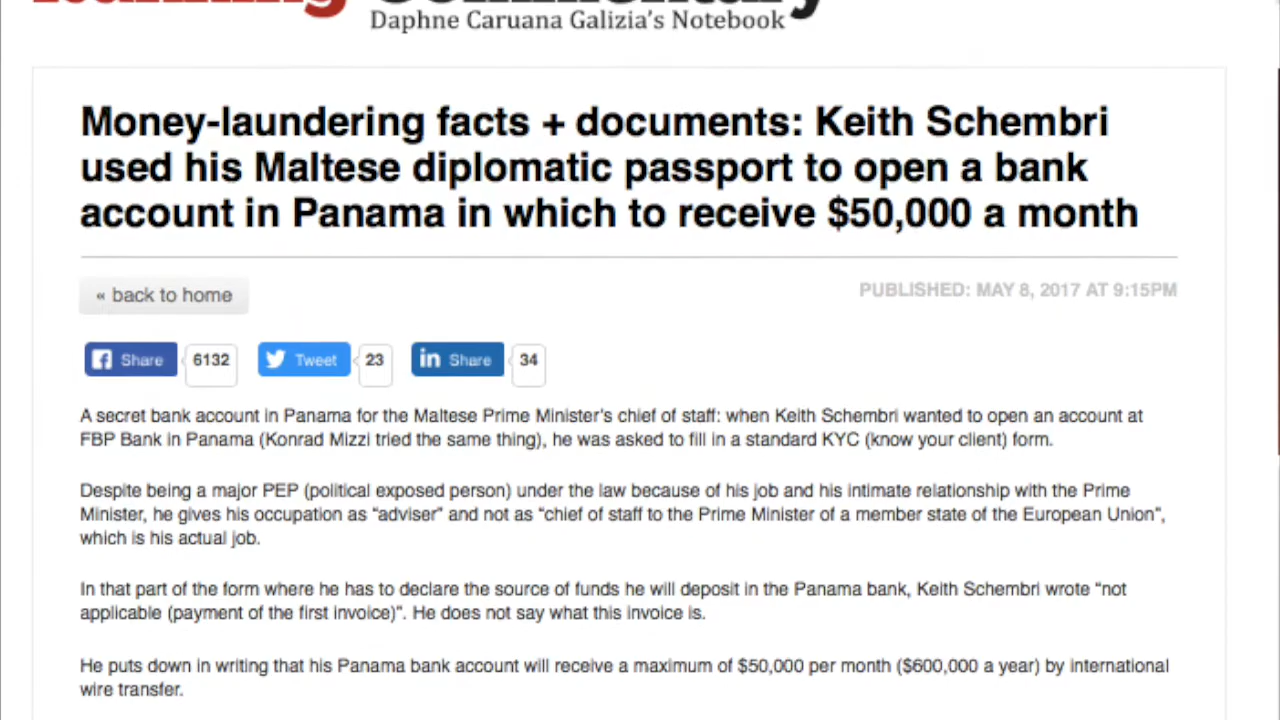 Running Commentary
Daphne Caruana Galizia's Notebook
Money-laundering facts + documents: Keith Schembri
used his Maltese diplomatic passport to open a bank
account in Panama in which to receive $50,000 a month
« back to home
PUBLISHED: MAY 8, 2017 AT 9:15PM
Share 6132 Tweet 23 Share 34
A secret bank account in Panama for the Maltese Prime Minister's chief of staff: when Keith Schembri wanted to open an account at
FBP Bank in Panama (Konrad Mizzi tried the same thing), he was asked to fill in a standard KYC (know your client) form.
Despite being a major PEP (political exposed person) under the law because of his job and his intimate relationship with the Prime
Minister, he gives his occupation as “adviser” and not as “chief of staff to the Prime Minister of a member state of the European Union”,
which is his actual job.
In that part of the form where he has to declare the source of funds he will deposit in the Panama bank, Keith Schembri wrote “not
applicable (payment of the first invoice)”. He does not say what this invoice is.
He puts down in writing that his Panama bank account will receive a maximum of $50,000 per month ($600,000 a year) by international
wire transfer.